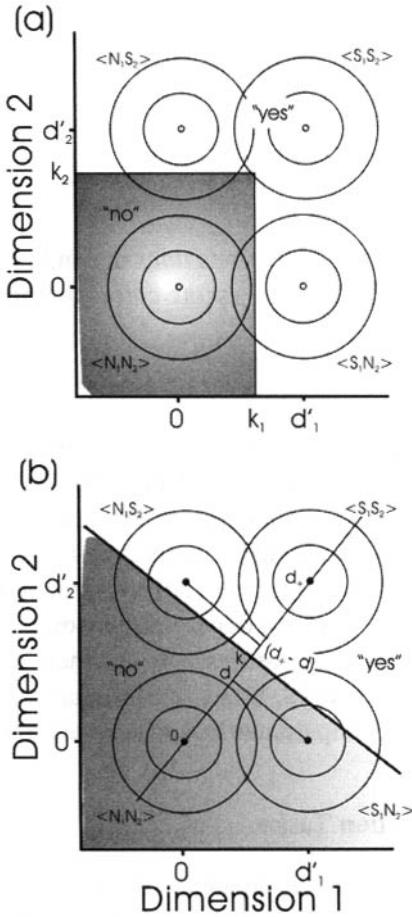 (a)
<N₁S₂>
<S₁S₂>
"yes"
d'₂
k₂
"no"
Dimension 2
0
<N₁N₂>
<S₁N₂>
0
k₁
d'₁
(b)
<N₁S₂>
<S₁S₂>
d'₂
d₊
Dimension 2
"no"
k
(d₊ - d)
"yes"
d
0
0
<N₁N₂>
<S₁N₂>
0
d'₁
Dimension 1